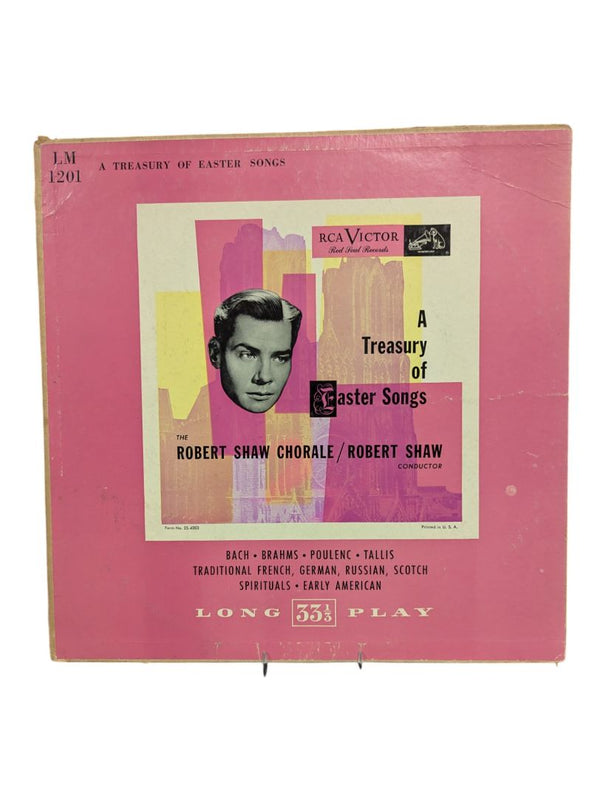 LM
1201
A TREASURY OF EASTER SONGS
RCA VICTOR
Red Seal Records
A
Treasury
of
Easter Songs
THE
ROBERT SHAW CHORALE / ROBERT SHAW
CONDUCTOR
Printed in U. S. A.
BACH • BRAHMS • POULENC • TALLIS
TRADITIONAL FRENCH, GERMAN, RUSSIAN, SCOTCH
SPIRITUALS • EARLY AMERICAN
LONG 33 1/3 PLAY